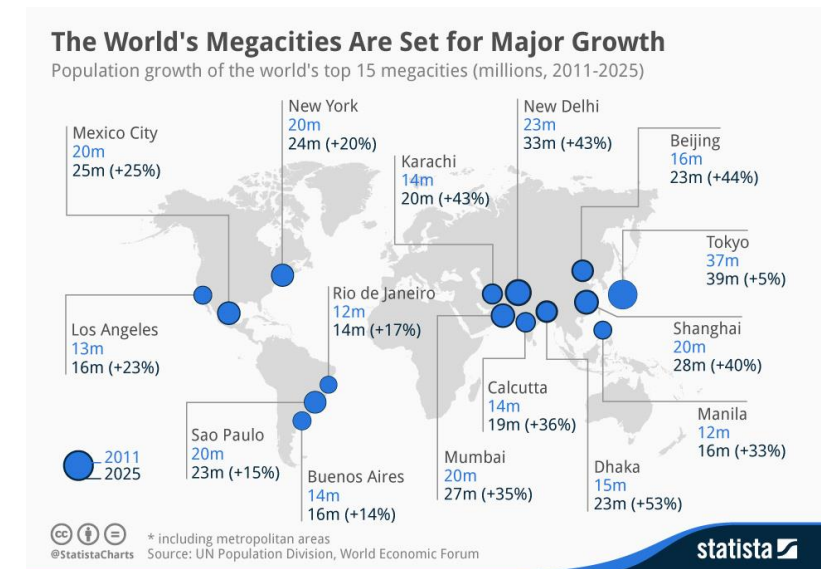 The World's Megacities Are Set for Major Growth
Population growth of the world's top 15 megacities (millions, 2011-2025)
Mexico City
20m
25m (+25%)
New York
20m
24m (+20%)
Karachi
14m
20m (+43%)
New Delhi
23m
33m (+43%)
Beijing
16m
23m (+44%)
Tokyo
37m
39m (+5%)
Los Angeles
13m
16m (+23%)
Rio de Janeiro
12m
14m (+17%)
Shanghai
20m
28m (+40%)
Calcutta
14m
19m (+36%)
Manila
12m
16m (+33%)
Sao Paulo
20m
23m (+15%)
Buenos Aires
14m
16m (+14%)
Mumbai
20m
27m (+35%)
Dhaka
15m
23m (+53%)
2011
2025
cc
@StatistaCharts
* including metropolitan areas
Source: UN Population Division, World Economic Forum
statista